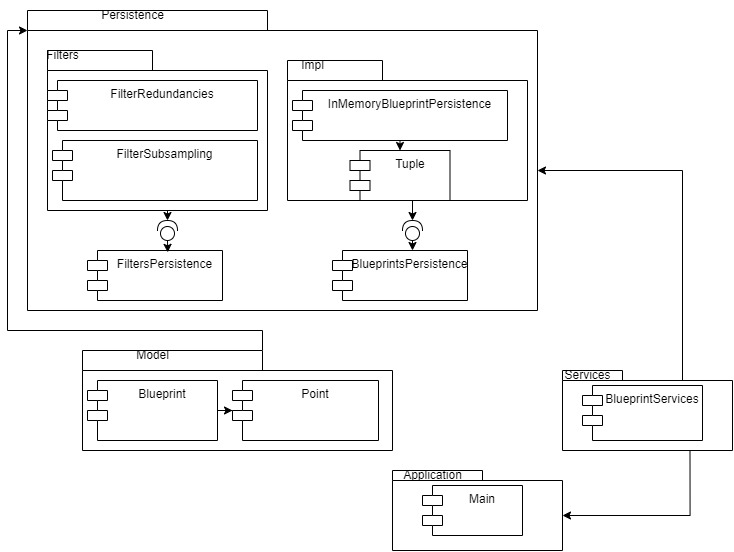 Persistence
Filters
Impl
FilterRedundancies
InMemoryBlueprintPersistence
FilterSubsampling
Tuple
FiltersPersistence
BlueprintsPersistence
Model
Blueprint
Point
Services
BlueprintServices
Application
Main